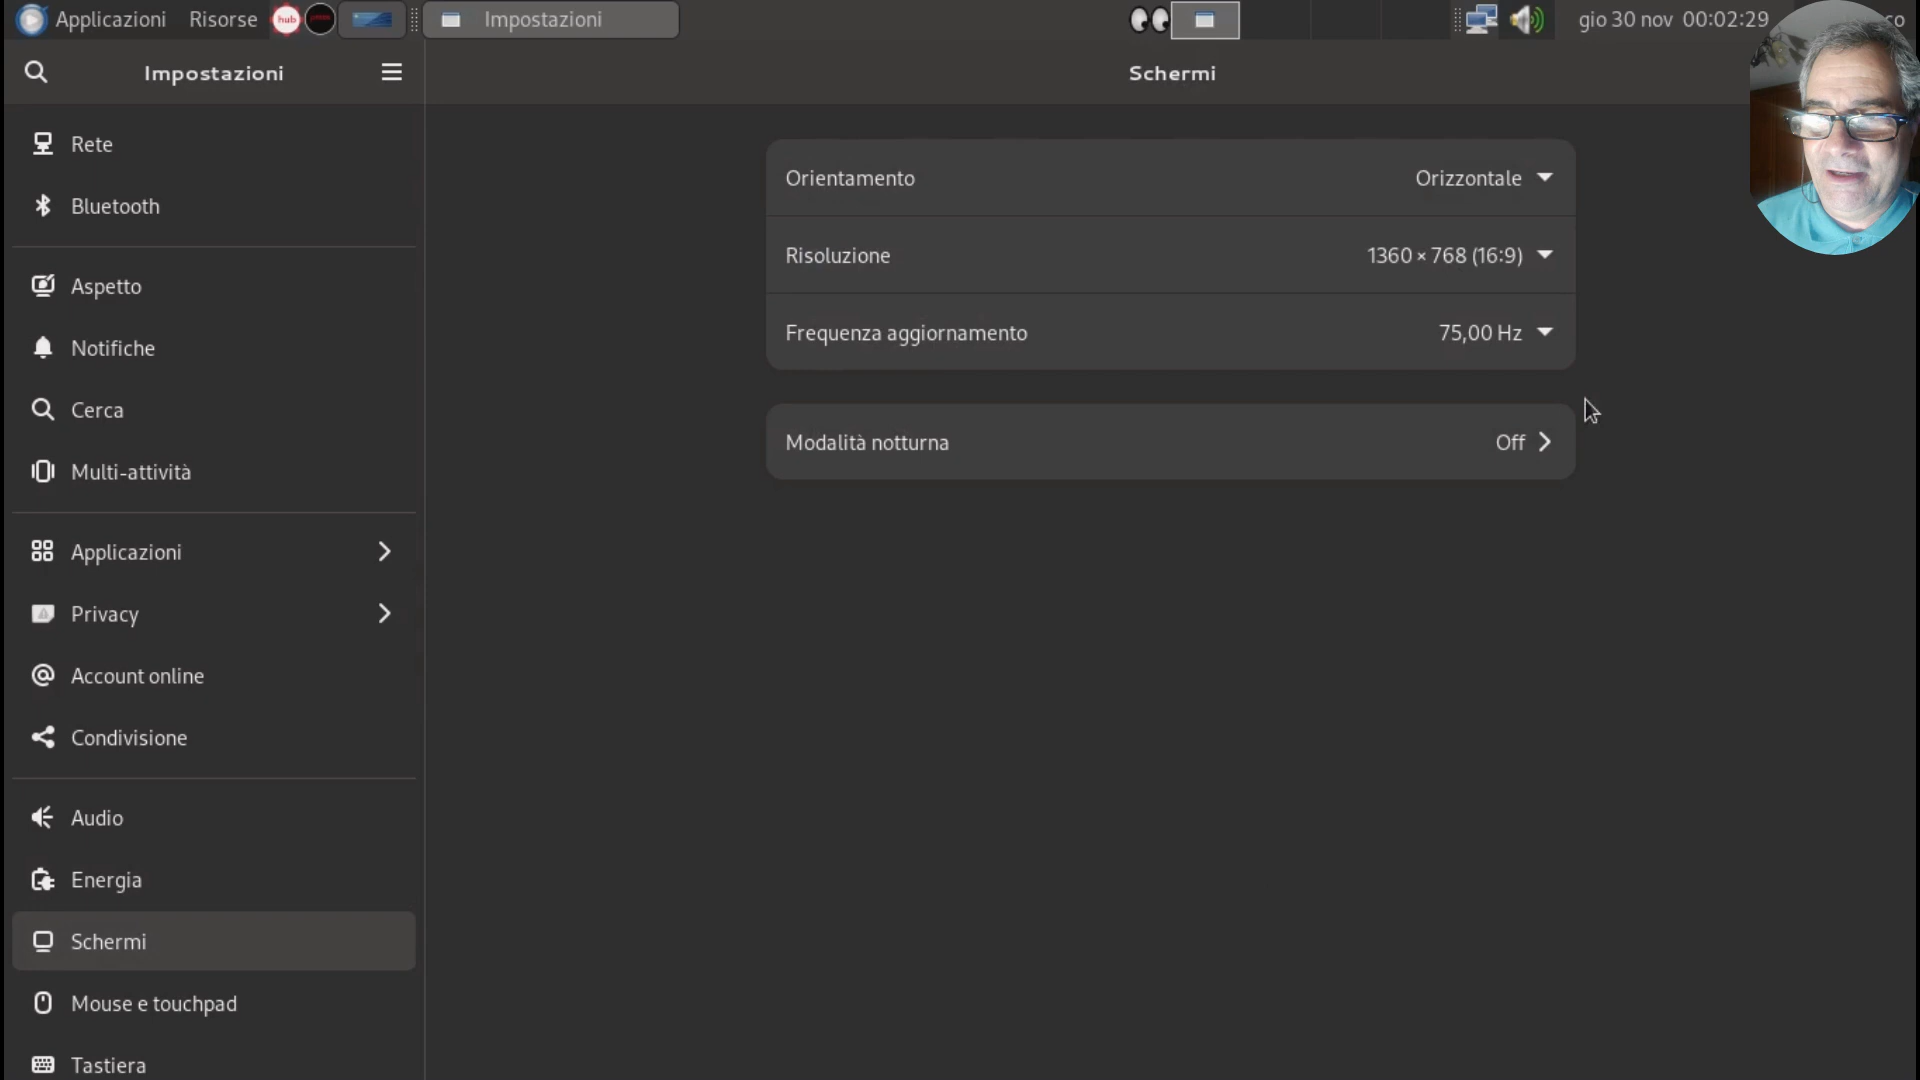 Applicazioni Risorse hub Impostazioni gio 30 nov 00:02:29 co
Impostazioni
Schermi
Rete
Bluetooth
Aspetto
Notifiche
Cerca
Multi-attività
Applicazioni
Privacy
Account online
Condivisione
Audio
Energia
Schermi
Mouse e touchpad
Tastiera
Orientamento Orizzontale
Risoluzione 1360 × 768 (16:9)
Frequenza aggiornamento 75,00 Hz
Modalità notturna Off